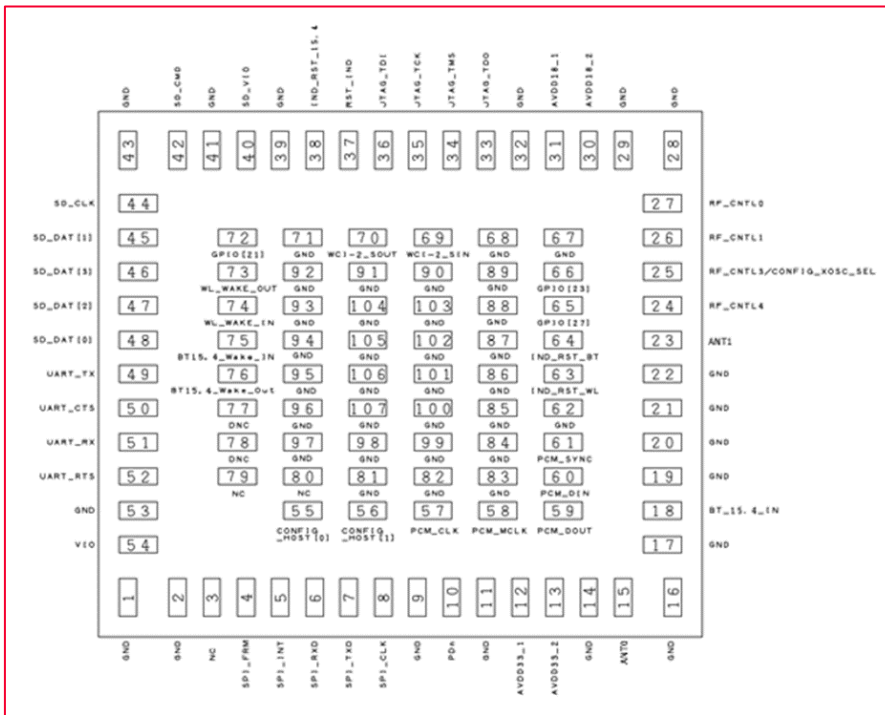 GND SD_CMD GND SD_VIO GND IND_RST_15.4 RST_IND JTAG_TDI JTAG_TCK JTAG_TMS JTAG_TDO GND AVDD18_1 AVDD18_2 GND GND
43 42 41 40 39 38 37 36 35 34 33 32 31 30 29 28
SD_CLK 44 27 RF_CNTL0
SD_DAT[1] 45 72 71 70 69 68 67 26 RF_CNTL1
GPIO[21] GND WCI-2_SOUT WCI-2_SIN GND GND
SD_DAT[3] 46 73 92 91 90 89 66 25 RF_CNTL3/CONFIG_XOSC_SEL
WL_WAKE_OUT GND GND GND GND GPIO[23]
SD_DAT[2] 47 74 93 104 103 88 65 24 RF_CNTL4
WL_WAKE_IN GND GND GND GND GPIO[27]
SD_DAT[0] 48 75 94 105 102 87 64 23 ANT1
BT15.4_Wake_IN GND GND GND GND IND_RST_BT
UART_TX 49 76 95 106 101 86 63 22 GND
BT15.4_Wake_Out GND GND GND GND IND_RST_WL
UART_CTS 50 77 96 107 100 85 62 21 GND
DNC GND GND GND GND GND
UART_RX 51 78 97 98 99 84 61 20 GND
DNC GND GND GND GND PCM_SYNC
UART_RTS 52 79 80 81 82 83 60 19 GND
NC NC GND GND GND PCM_DIN
GND 53 55 56 57 58 59 18 BT_15.4_IN
CONFIG CONFIG PCM_CLK PCM_MCLK PCM_DOUT
_HOST[0] _HOST[1]
VIO 54 17 GND
1 2 3 4 5 6 7 8 9 10 11 12 13 14 15 16
GND GND NC SPI_FRM SPI_INT SPI_RXD SPI_TXD SPI_CLK GND PDn GND AVDD33_1 AVDD33_2 GND ANT0 GND